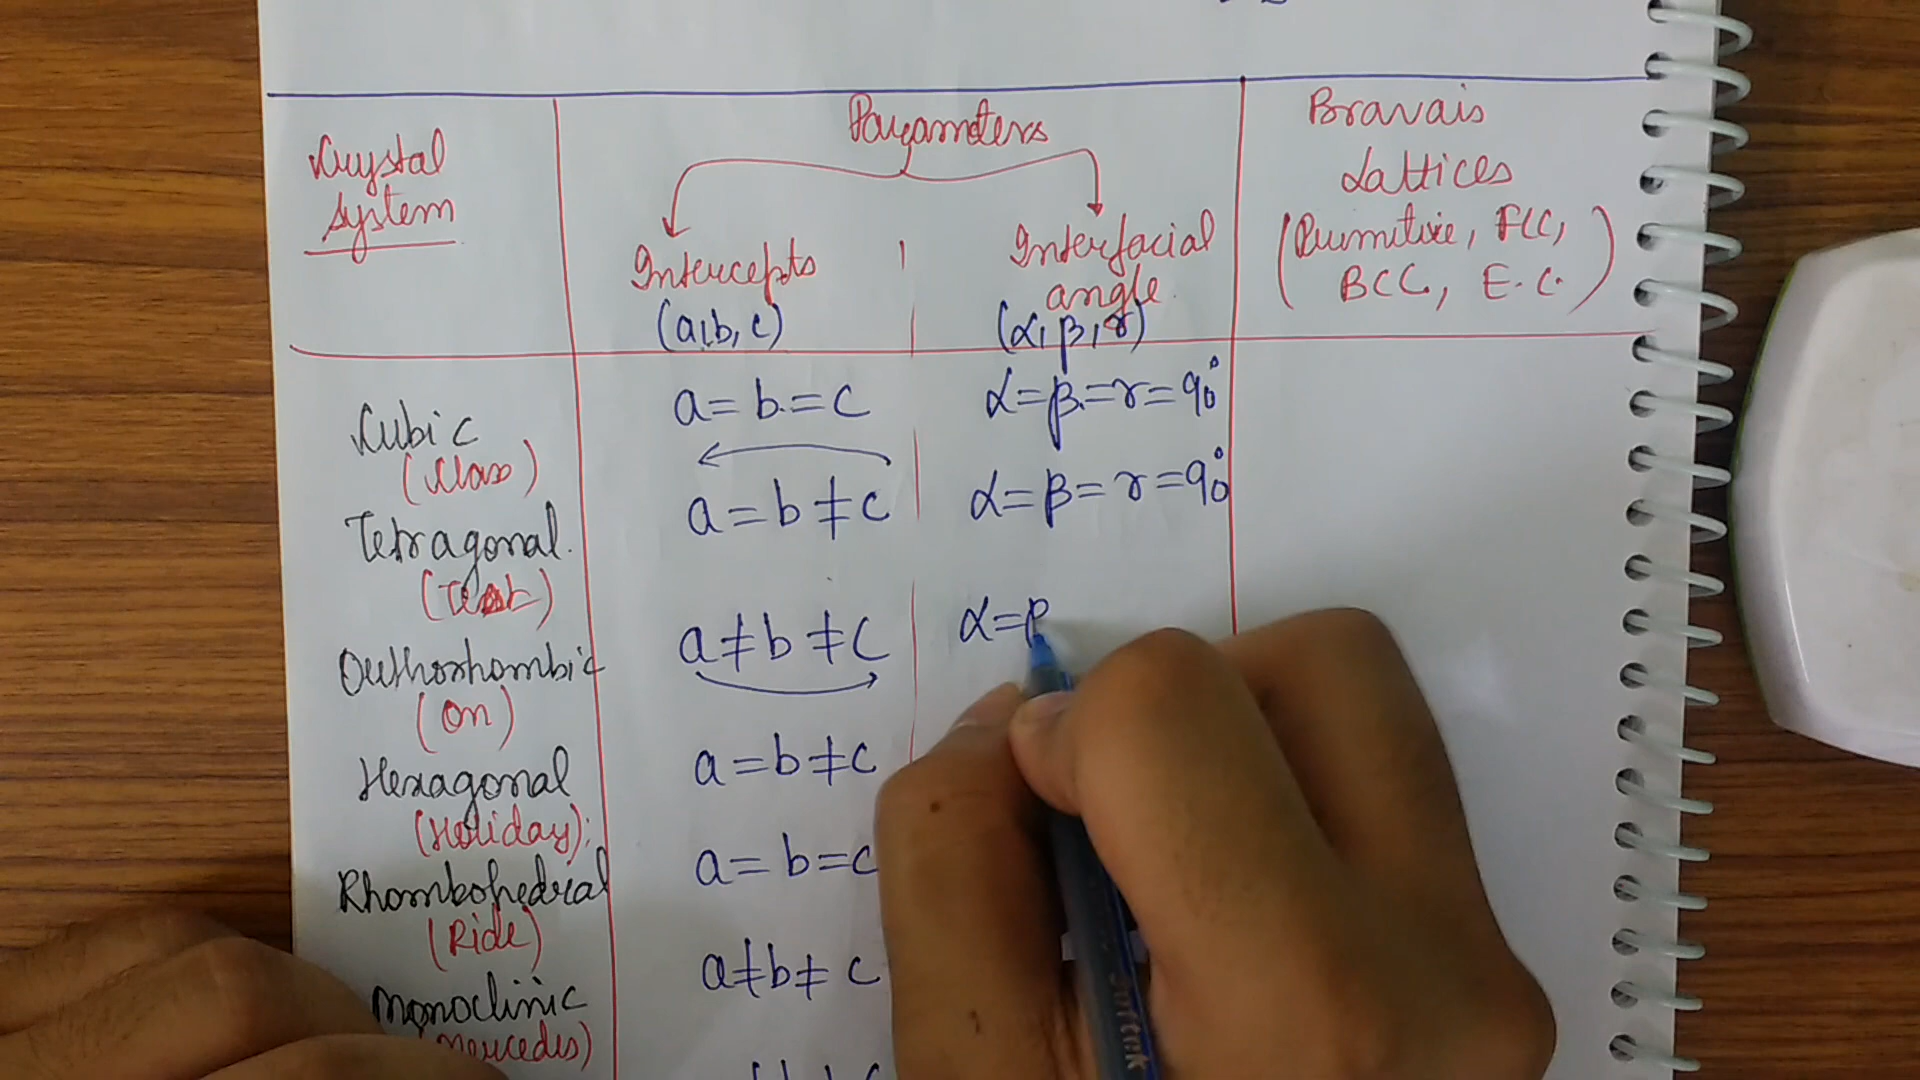 Crystal System
Parameters
Bravais Lattices
(Primitive, FCC, BCC, E.C.)
Intercepts
(a, b, c)
Interfacial angle
(α, β, γ)
Cubic
(Class)
a = b = c
α = β = γ = 90°
Tetragonal
(Test)
a = b ≠ c
α = β = γ = 90°
Orthorhombic
(On)
a ≠ b ≠ c
α = β
Hexagonal
(Holiday);
a = b ≠ c
Rhombohedral
(Ride)
a = b = c
Monoclinic
(Mercedes)
a ≠ b ≠ c